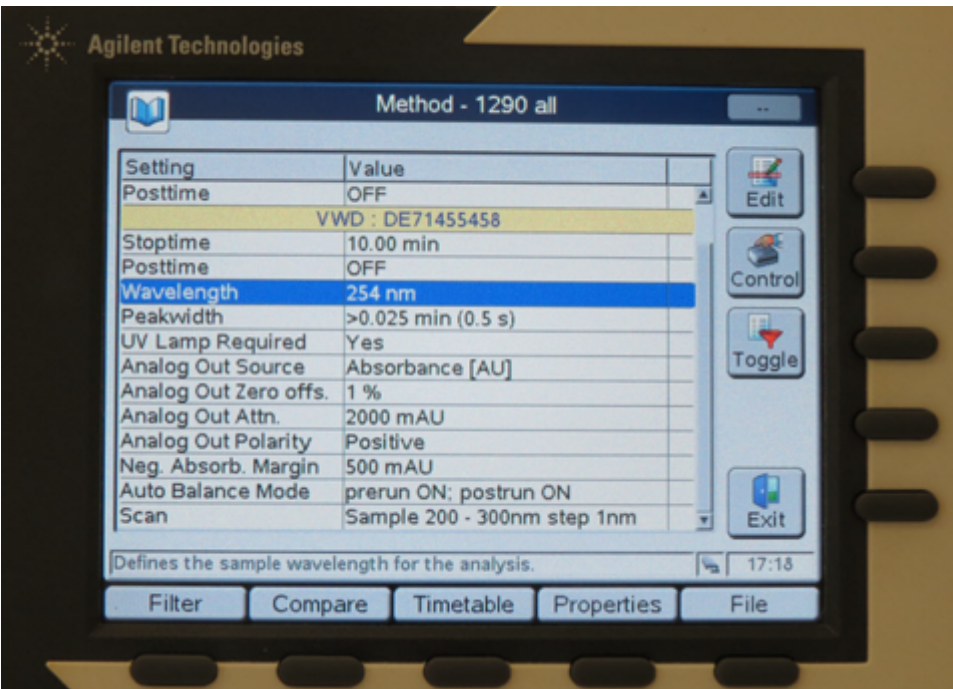 Agilent Technologies
Method - 1290 all
--
Setting Value
Posttime OFF
VWD : DE71455458
Stoptime 10.00 min
Posttime OFF
Wavelength 254 nm
Peakwidth >0.025 min (0.5 s)
UV Lamp Required Yes
Analog Out Source Absorbance [AU]
Analog Out Zero offs. 1 %
Analog Out Attn. 2000 mAU
Analog Out Polarity Positive
Neg. Absorb. Margin 500 mAU
Auto Balance Mode prerun ON; postrun ON
Scan Sample 200 - 300nm step 1nm
Edit
Control
Toggle
Exit
Defines the sample wavelength for the analysis.
17:18
Filter Compare Timetable Properties File